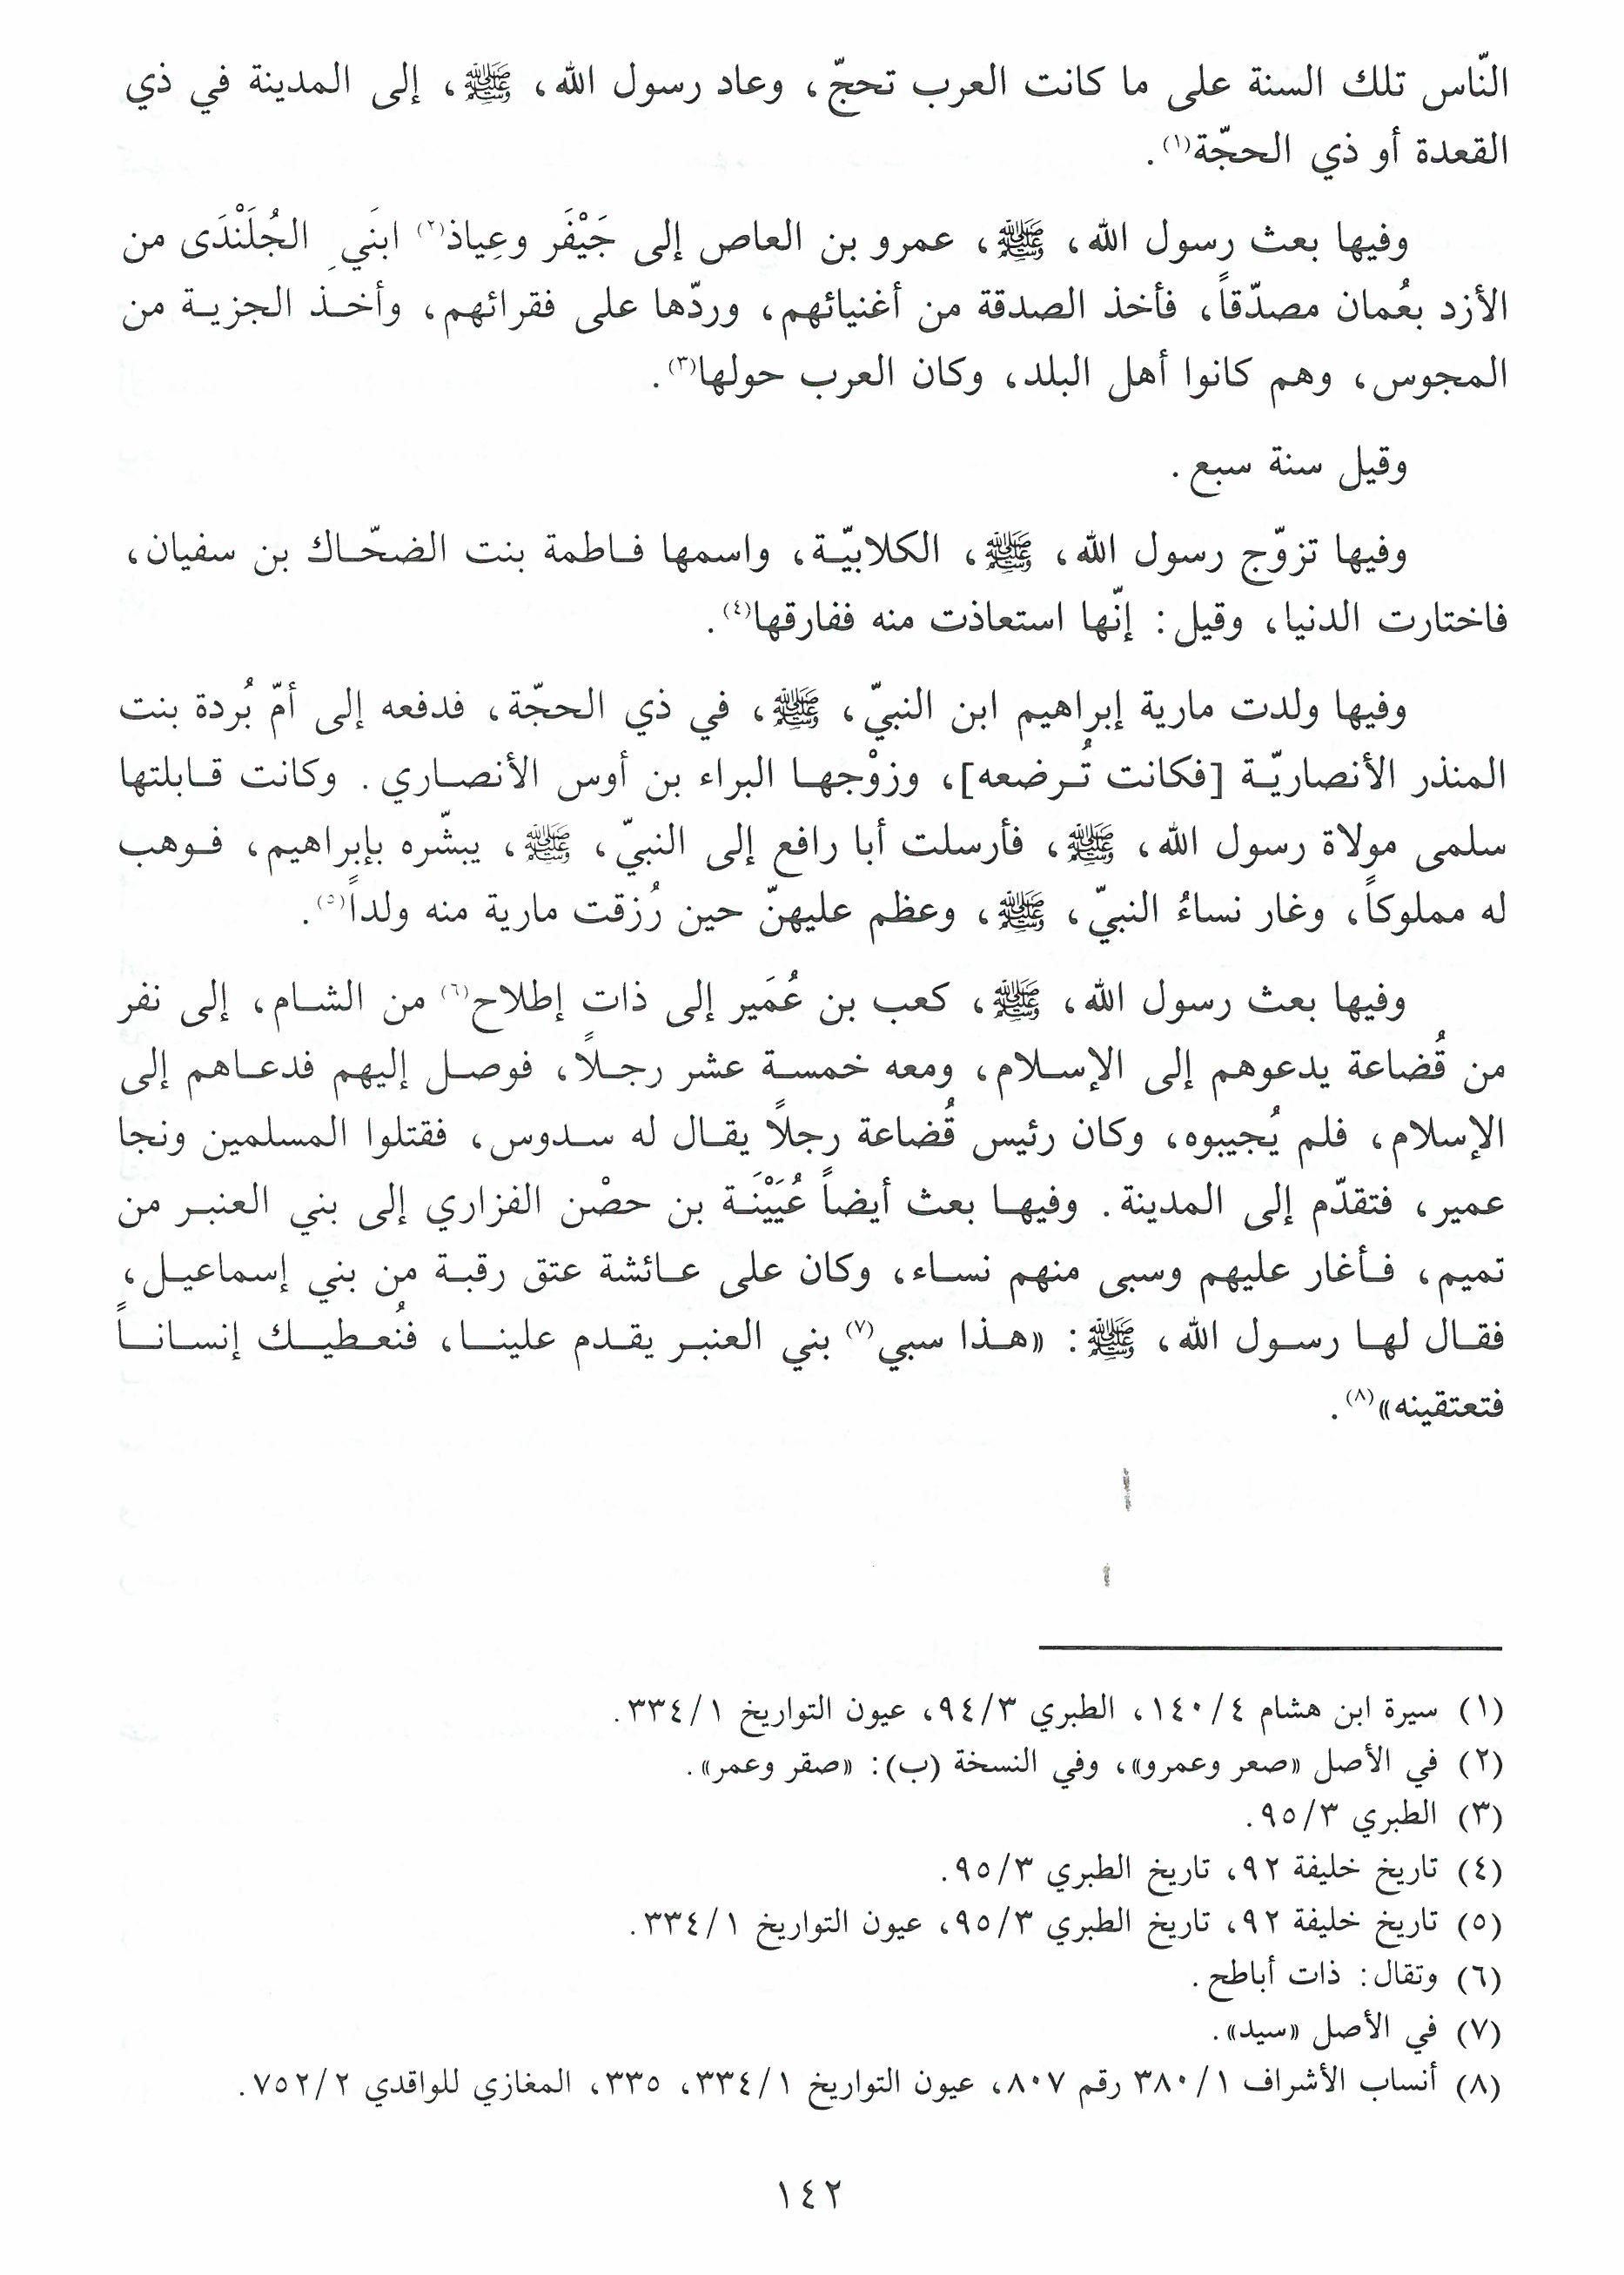 النّاس تلك السنة على ما كانت العرب تحجّ، وعاد رسول الله، ﷺ، إلى المدينة في ذي
القعدة أو ذي الحجّة(١).
وفيها بعث رسول الله، ﷺ، عمرو بن العاص إلى جَيْفَر وعِياذ(٢) ابنَيِ الجُلَنْدَى من
الأزد بعُمان مصدّقاً، فأخذ الصدقة من أغنيائهم، وردّها على فقرائهم، وأخذ الجزية من
المجوس، وهم كانوا أهل البلد، وكان العرب حولها(٣).
وقيل سنة سبع.
وفيها تزوّج رسول الله، ﷺ، الكلابيّة، واسمها فاطمة بنت الضحّاك بن سفيان،
فاختارت الدنيا، وقيل: إنّها استعاذت منه ففارقها(٤).
وفيها ولدت مارية إبراهيم ابن النبيّ، ﷺ، في ذي الحجّة، فدفعه إلى أمّ بُردة بنت
المنذر الأنصاريّة [فكانت تُرضعه]، وزوْجها البراء بن أوس الأنصاري. وكانت قابلتها
سلمى مولاة رسول الله، ﷺ، فأرسلت أبا رافع إلى النبيّ، ﷺ، يبشّره بإبراهيم، فوهب
له مملوكاً، وغار نساءُ النبيّ، ﷺ، وعظم عليهنّ حين رُزقت مارية منه ولداً(٥).
وفيها بعث رسول الله، ﷺ، كعب بن عُمَير إلى ذات إطلاح(٦) من الشام، إلى نفر
من قُضاعة يدعوهم إلى الإسلام، ومعه خمسة عشر رجلاً، فوصل إليهم فدعاهم إلى
الإسلام، فلم يُجيبوه، وكان رئيس قُضاعة رجلاً يقال له سدوس، فقتلوا المسلمين ونجا
عمير، فتقدّم إلى المدينة. وفيها بعث أيضاً عُيَيْنَة بن حصْن الفزاري إلى بني العنبر من
تميم، فأغار عليهم وسبى منهم نساء، وكان على عائشة عتق رقبة من بني إسماعيل،
فقال لها رسول الله، ﷺ: «هذا سبي(٧) بني العنبر يقدم علينا، فنُعطيك إنساناً
فتعتقينه»(٨).
(١) سيرة ابن هشام ٤/١٤٠، الطبري ٣/٩٤، عيون التواريخ ١/٣٣٤.
(٢) في الأصل «صعر وعمرو»، وفي النسخة (ب): «صقر وعمر».
(٣) الطبري ٣/٩٥.
(٤) تاريخ خليفة ٩٢، تاريخ الطبري ٣/٩٥.
(٥) تاريخ خليفة ٩٢، تاريخ الطبري ٣/٩٥، عيون التواريخ ١/٣٣٤.
(٦) وتقال: ذات أباطح.
(٧) في الأصل «سيد».
(٨) أنساب الأشراف ١/٣٨٠ رقم ٨٠٧، عيون التواريخ ١/٣٣٤، ٣٣٥، المغازي للواقدي ٢/٧٥٢.
١٤٢